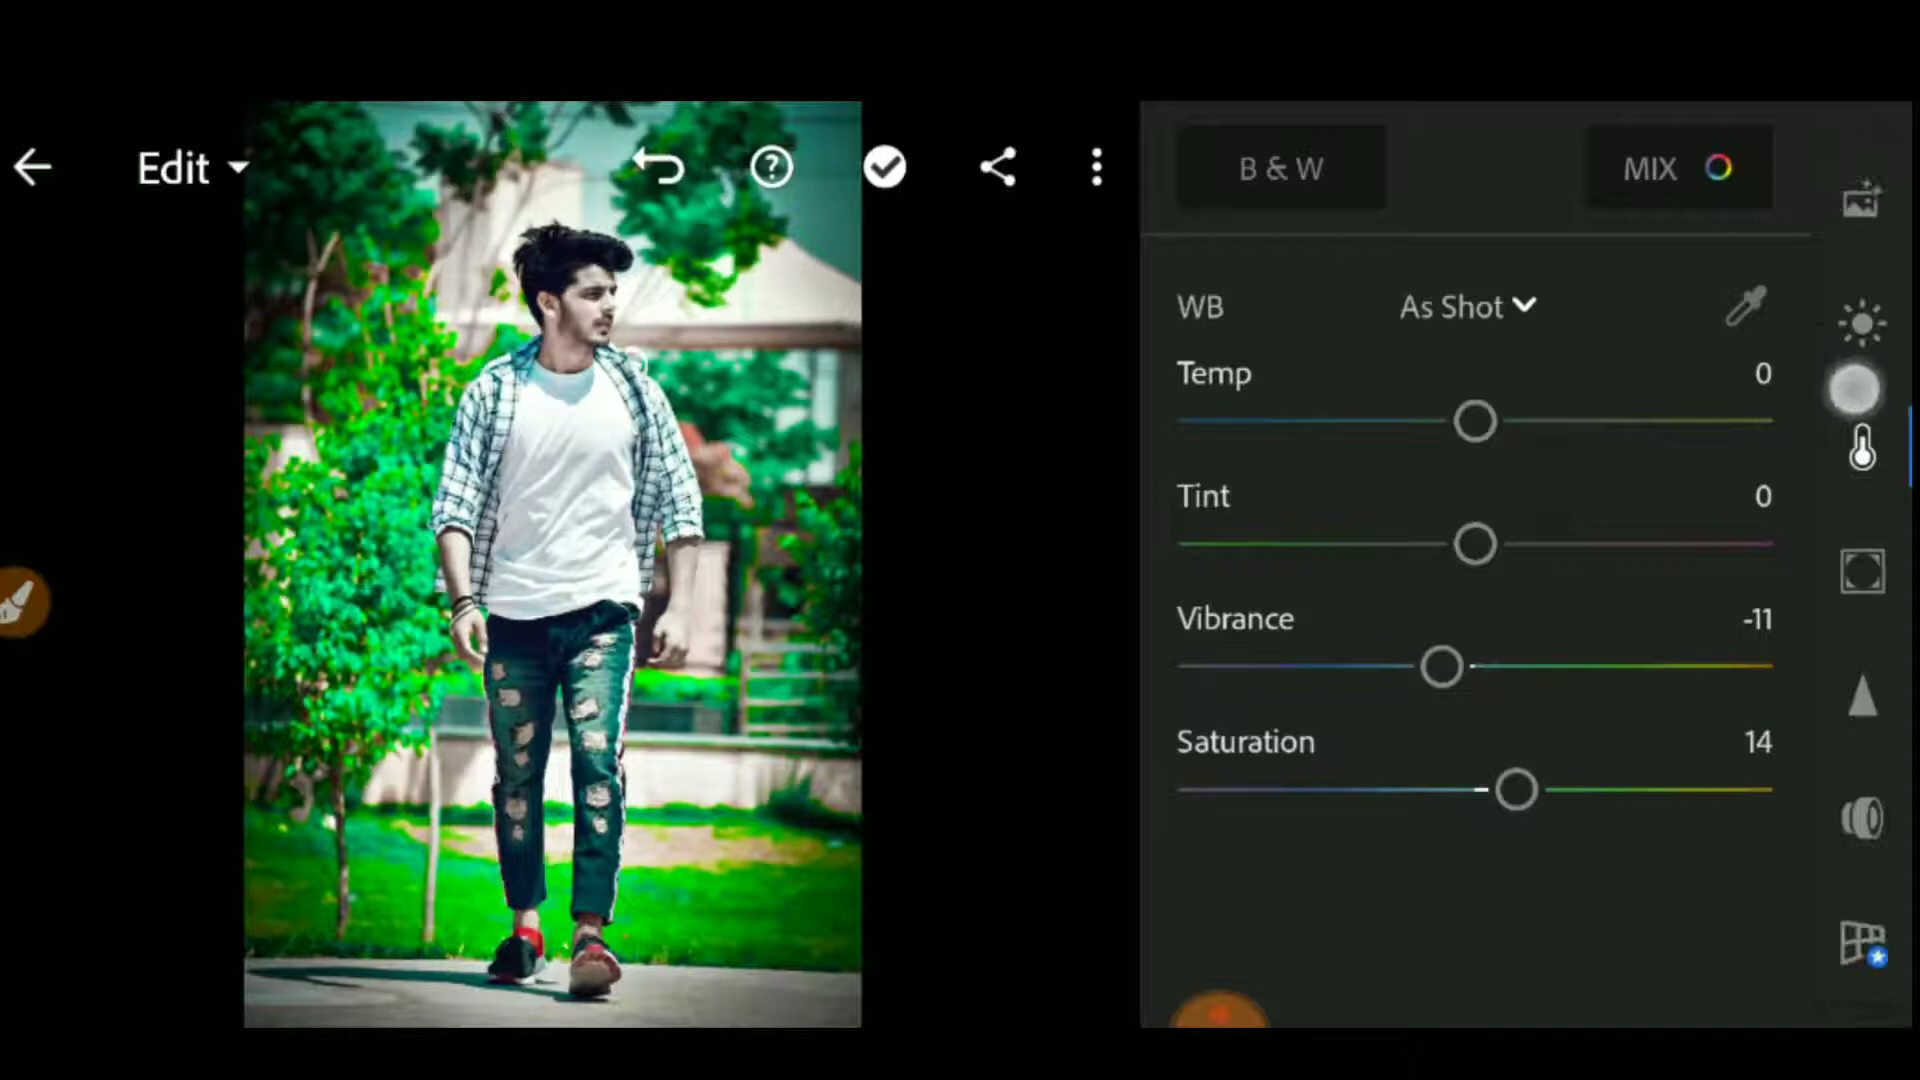 Edit
B & W
MIX
WB
As Shot
Temp
0
Tint
0
Vibrance
-11
Saturation
14